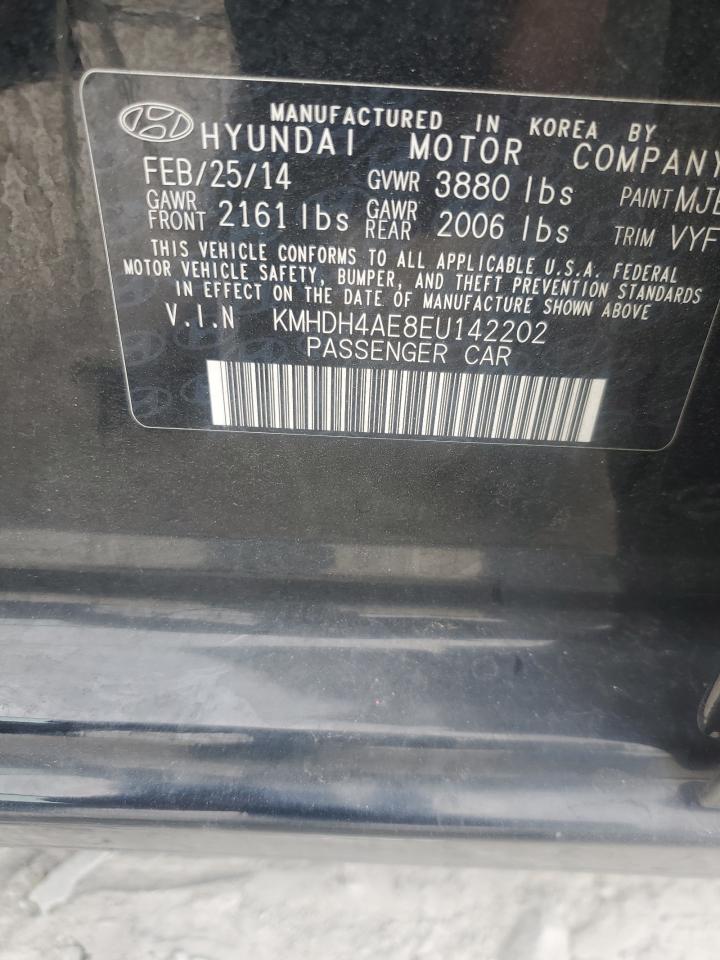 MANUFACTURED IN KOREA BY
HYUNDAI MOTOR COMPANY
FEB/25/14 GVWR 3880 lbs PAINT
GAWR FRONT 2161 lbs GAWR REAR 2006 lbs TRIM VYF
THIS VEHICLE CONFORMS TO ALL APPLICABLE U.S.A. FEDERAL
MOTOR VEHICLE SAFETY, BUMPER, AND THEFT PREVENTION STANDARDS
IN EFFECT ON THE DATE OF MANUFACTURE SHOWN ABOVE
V.I.N KMHDH4AE8EU142202
PASSENGER CAR